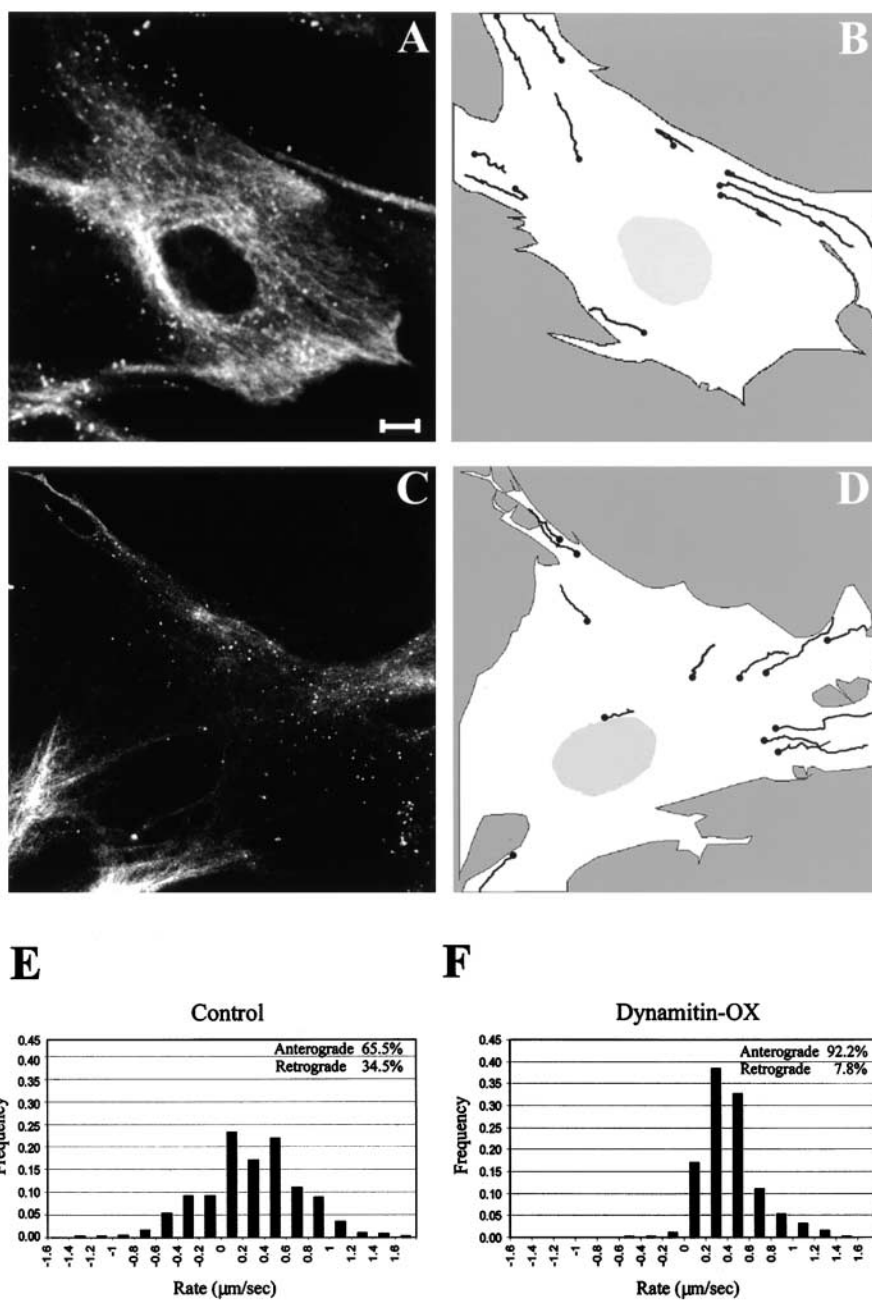 A
B
C
D
E
Control
Anterograde 65.5%
Retrograde 34.5%
0.45
0.40
0.35
0.30
0.25
0.20
0.15
0.10
0.05
0.00
Frequency
-1.6 -1.4 -1.2 -1 -0.8 -0.6 -0.4 -0.2 0 0.2 0.4 0.6 0.8 1 1.2 1.4 1.6
Rate (μm/sec)
F
Dynamitin-OX
Anterograde 92.2%
Retrograde 7.8%
0.45
0.40
0.35
0.30
0.25
0.20
0.15
0.10
0.05
0.00
Frequency
-1.6 -1.4 -1.2 -1 -0.8 -0.6 -0.4 -0.2 0 0.2 0.4 0.6 0.8 1 1.2 1.4 1.6
Rate (μm/sec)